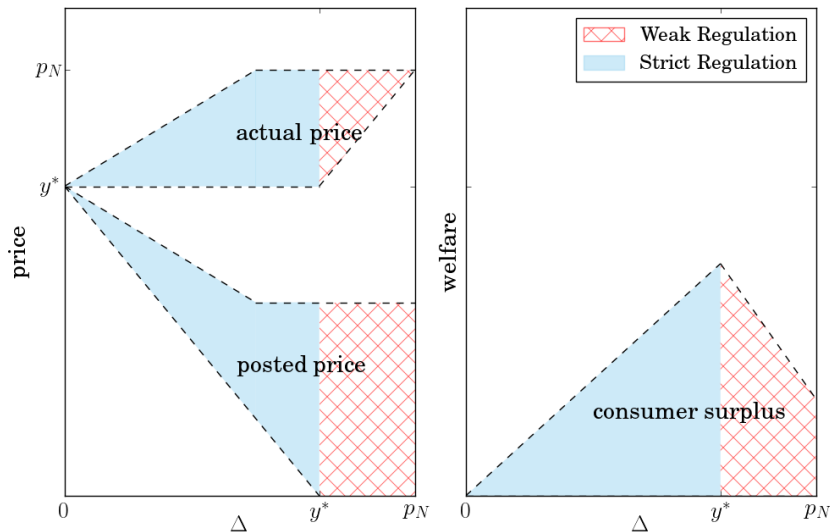 price
p_N
y*
actual price
posted price
0
Δ
y*
p_N
welfare
Weak Regulation
Strict Regulation
consumer surplus
0
Δ
y*
p_N